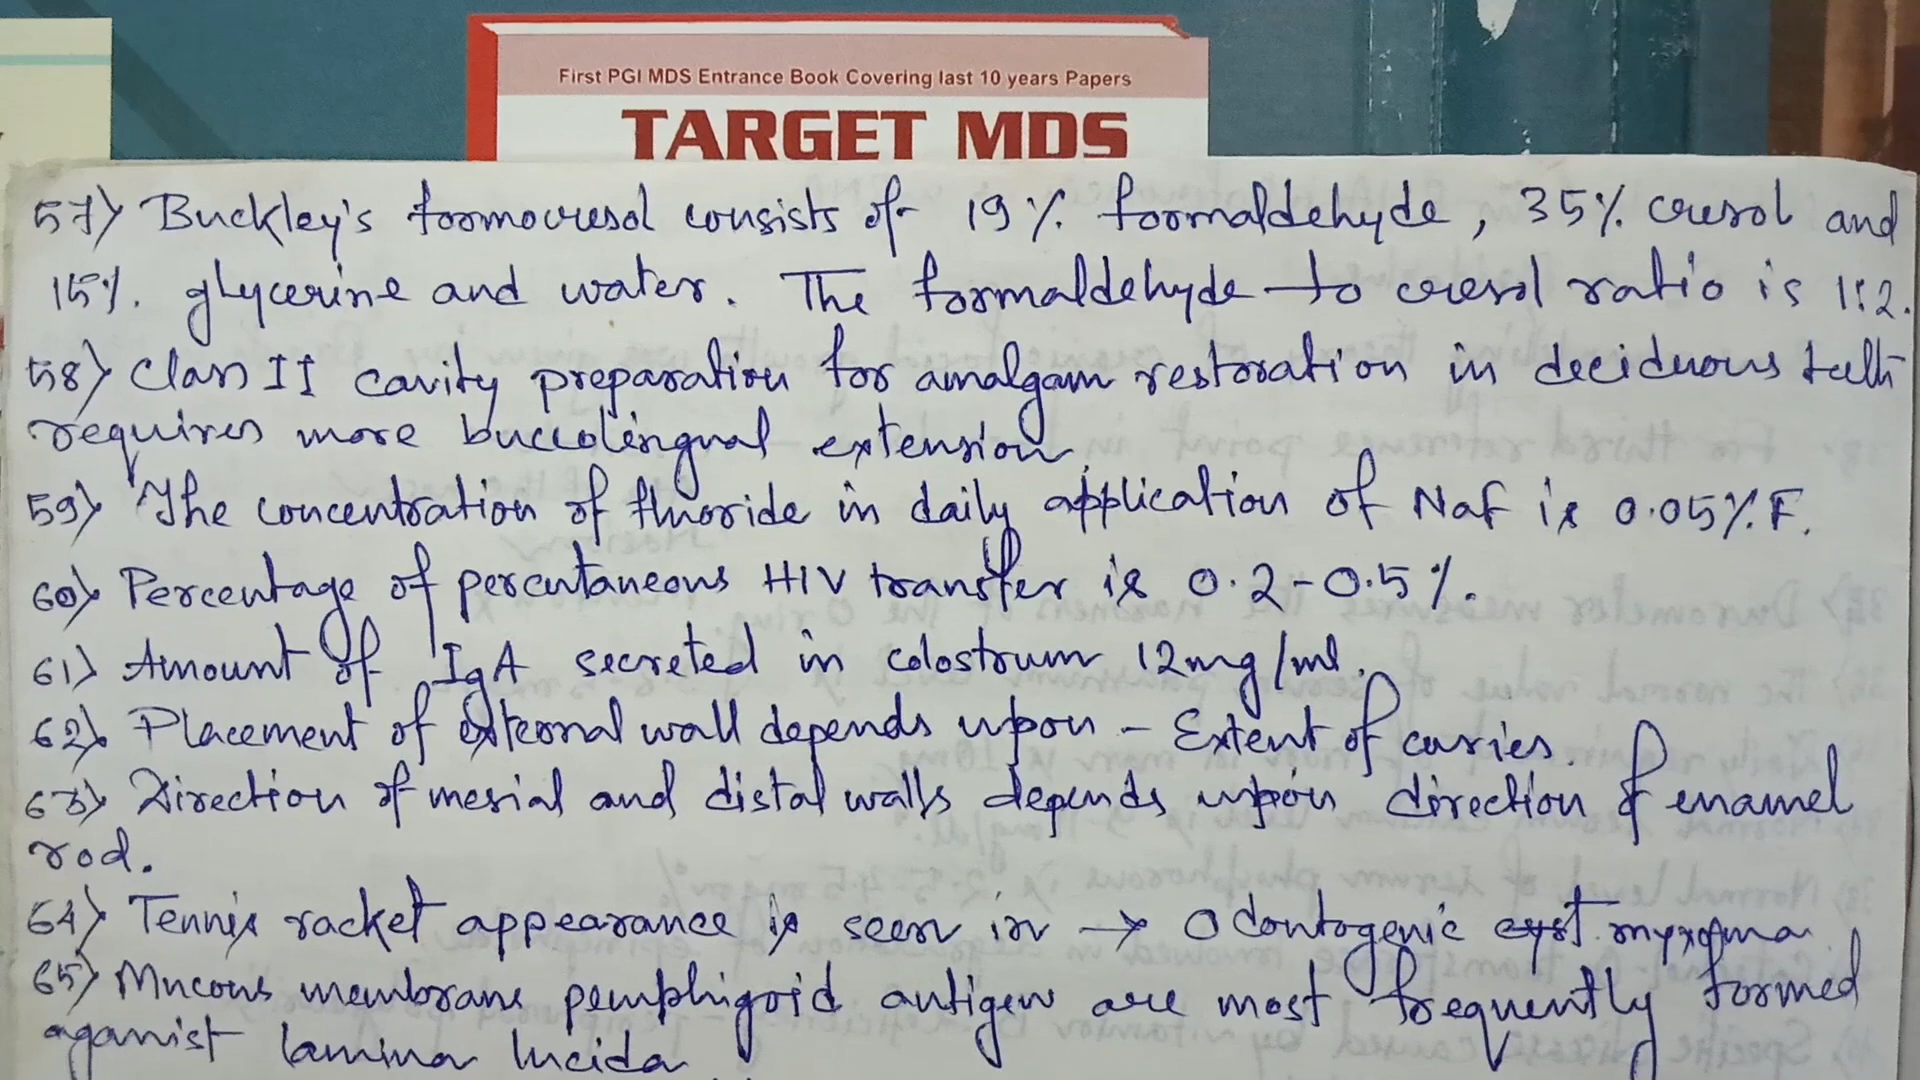 First PGI MDS Entrance Book Covering last 10 years Papers
TARGET MDS
57) Buckley's formocresol consists of 19% formaldehyde, 35% cresol and
15% glycerine and water. The formaldehyde to cresol ratio is 1:2.
58) Class II cavity preparation for amalgam restoration in deciduous teeth
requires more buccolingual extension.
59) The concentration of fluoride in daily application of NaF is 0.05% F.
60) Percentage of percutaneous HIV transfer is 0.2-0.5%.
61) Amount of IgA secreted in colostrum 12mg/ml.
62) Placement of external wall depends upon - Extent of caries.
63) Direction of mesial and distal walls depends upon direction of enamel
rod.
64) Tennis racket appearance is seen in → Odontogenic cyst myxoma.
65) Mucous membrane pemphigoid antigen are most frequently formed
aganist lamina lucida